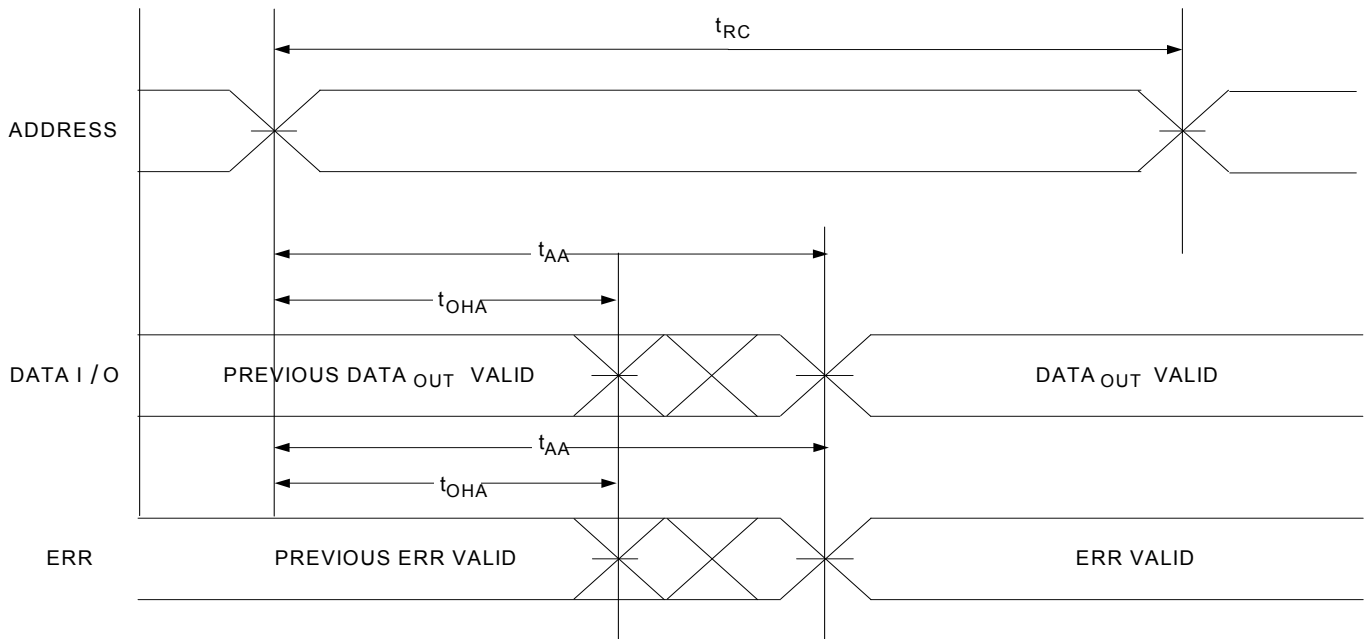 tRC
ADDRESS
tAA
tOHA
DATA I / O
PREVIOUS DATA OUT VALID
DATA OUT VALID
tAA
tOHA
ERR
PREVIOUS ERR VALID
ERR VALID